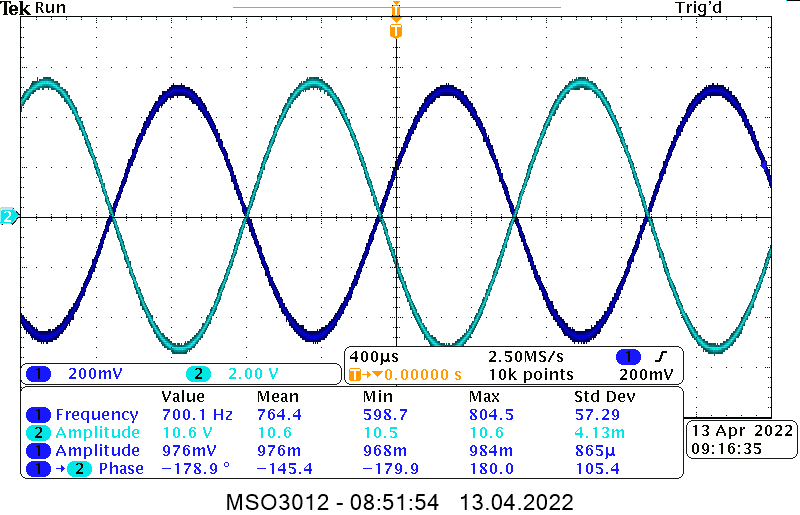 Tek Run Trig'd
T
T
2
1 200mV 2 2.00 V
400µs 2.50MS/s 1
T→▼0.00000 s 10k points 200mV
Value Mean Min Max Std Dev
1 Frequency 700.1 Hz 764.4 598.7 804.5 57.29
2 Amplitude 10.6 V 10.6 10.5 10.6 4.13m
1 Amplitude 976mV 976m 968m 984m 865µ
1 → 2 Phase −178.9 ° −145.4 −179.9 180.0 105.4
13 Apr 2022
09:16:35
MSO3012 - 08:51:54 13.04.2022